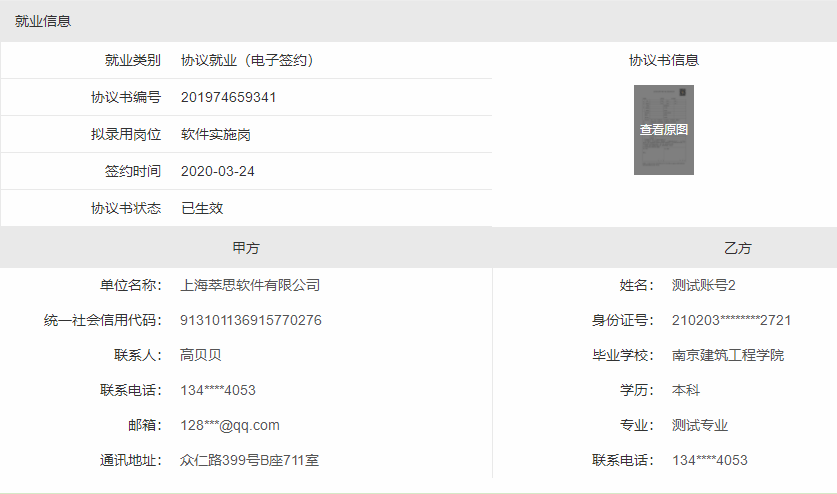 就业信息
就业类别 协议就业（电子签约） 协议书信息
协议书编号 201974659341
查看原图
拟录用岗位 软件实施岗
签约时间 2020-03-24
协议书状态 已生效
甲方 乙方
单位名称： 上海萃思软件有限公司 姓名： 测试账号2
统一社会信用代码： 913101136915770276 身份证号： 210203********2721
联系人： 高贝贝 毕业学校： 南京建筑工程学院
联系电话： 134****4053 学历： 本科
邮箱： 128***@qq.com 专业： 测试专业
通讯地址： 众仁路399号B座711室 联系电话： 134****4053